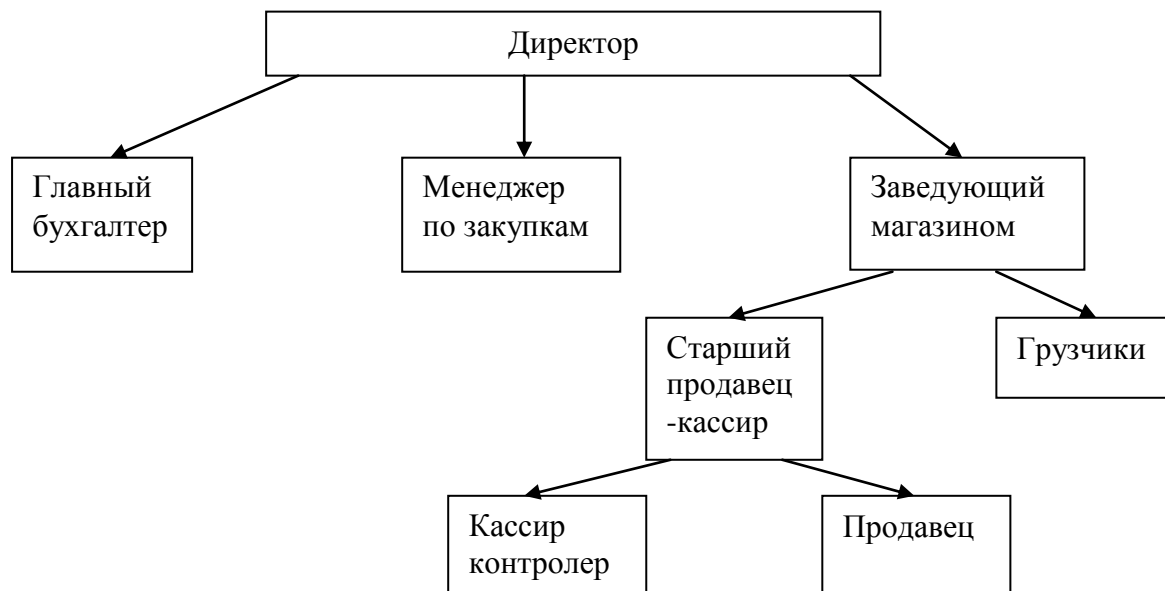 Директор
Главный
бухгалтер
Менеджер
по закупкам
Заведующий
магазином
Старший
продавец
-кассир
Грузчики
Кассир
контролер
Продавец